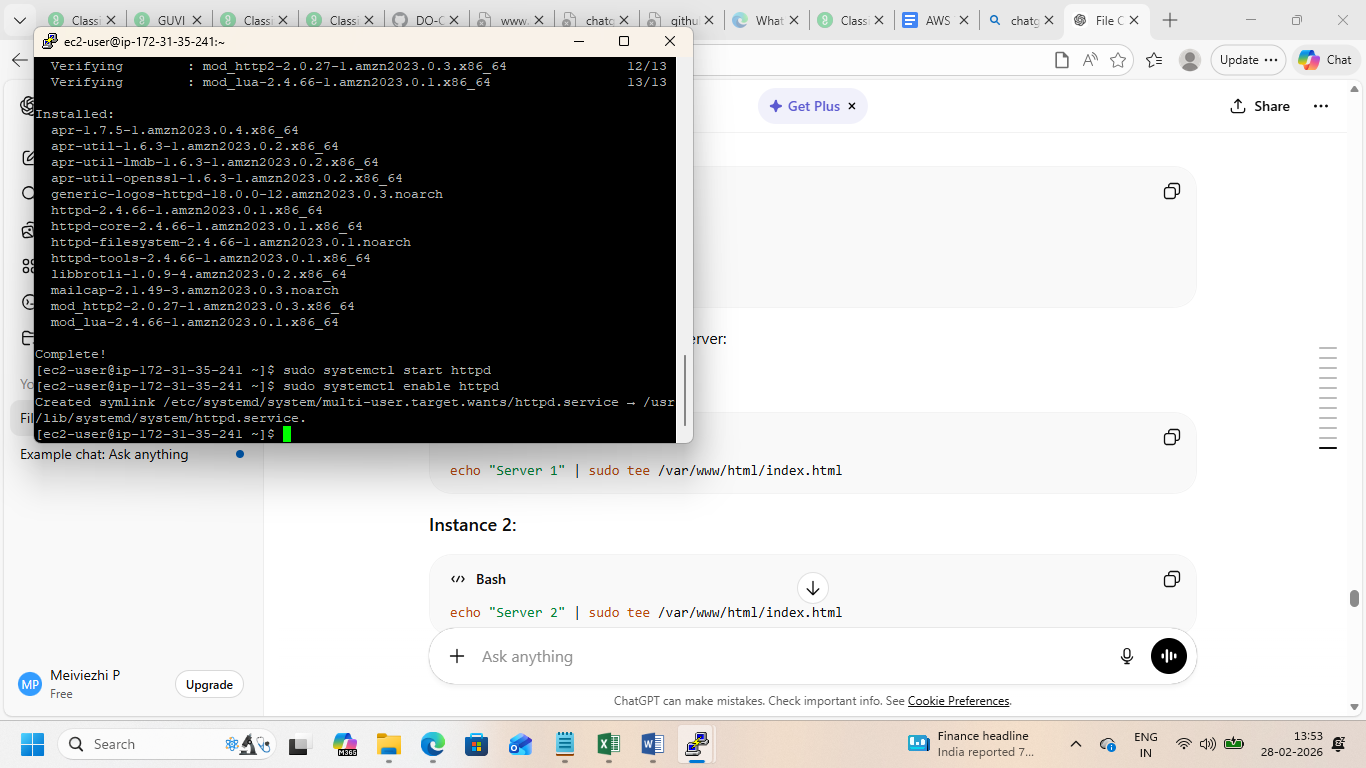 Classi
GUVI
Classi
Classi
DO-C
www.
chatg
githu
What
Classi
AWS
chatg
File C
Update
Chat
ec2-user@ip-172-31-35-241:~
Verifying        : mod_http2-2.0.27-1.amzn2023.0.3.x86_64               12/13
Verifying        : mod_lua-2.4.66-1.amzn2023.0.1.x86_64                 13/13
Installed:
apr-1.7.5-1.amzn2023.0.4.x86_64
apr-util-1.6.3-1.amzn2023.0.2.x86_64
apr-util-lmdb-1.6.3-1.amzn2023.0.2.x86_64
apr-util-openssl-1.6.3-1.amzn2023.0.2.x86_64
generic-logos-httpd-18.0.0-12.amzn2023.0.3.noarch
httpd-2.4.66-1.amzn2023.0.1.x86_64
httpd-core-2.4.66-1.amzn2023.0.1.x86_64
httpd-filesystem-2.4.66-1.amzn2023.0.1.noarch
httpd-tools-2.4.66-1.amzn2023.0.1.x86_64
libbrotli-1.0.9-4.amzn2023.0.2.x86_64
mailcap-2.1.49-3.amzn2023.0.3.noarch
mod_http2-2.0.27-1.amzn2023.0.3.x86_64
mod_lua-2.4.66-1.amzn2023.0.1.x86_64
Complete!
[ec2-user@ip-172-31-35-241 ~]$ sudo systemctl start httpd
[ec2-user@ip-172-31-35-241 ~]$ sudo systemctl enable httpd
Created symlink /etc/systemd/system/multi-user.target.wants/httpd.service → /usr
/lib/systemd/system/httpd.service.
[ec2-user@ip-172-31-35-241 ~]$
Get Plus ×
Share
erver:
Yo
Fil
Example chat: Ask anything
echo "Server 1" | sudo tee /var/www/html/index.html
Instance 2:
Bash
echo "Server 2" | sudo tee /var/www/html/index.html
Ask anything
ChatGPT can make mistakes. Check important info. See Cookie Preferences.
MP
Meiviezhi P
Free
Upgrade
Search
M365
Finance headline
India reported 7...
ENG
IN
13:53
28-02-2026